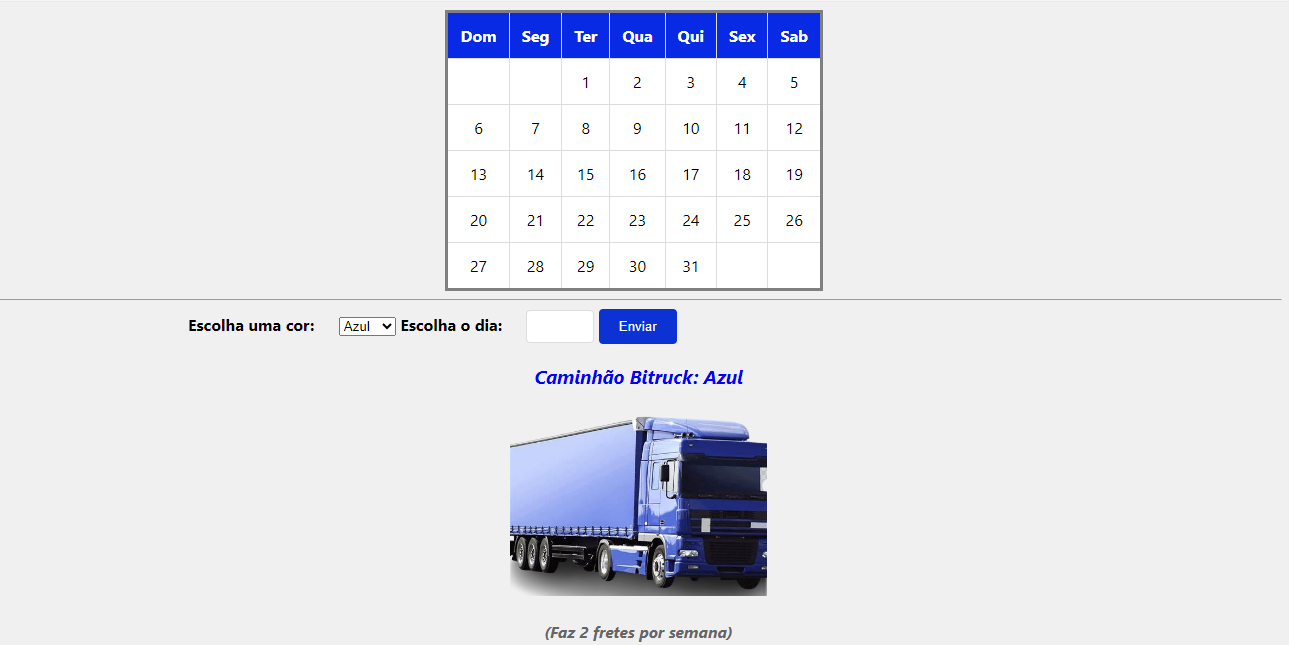 Dom Seg Ter Qua Qui Sex Sab
1 2 3 4 5
6 7 8 9 10 11 12
13 14 15 16 17 18 19
20 21 22 23 24 25 26
27 28 29 30 31
Escolha uma cor: Azul Escolha o dia: Enviar
Caminhão Bitruck: Azul
(Faz 2 fretes por semana)